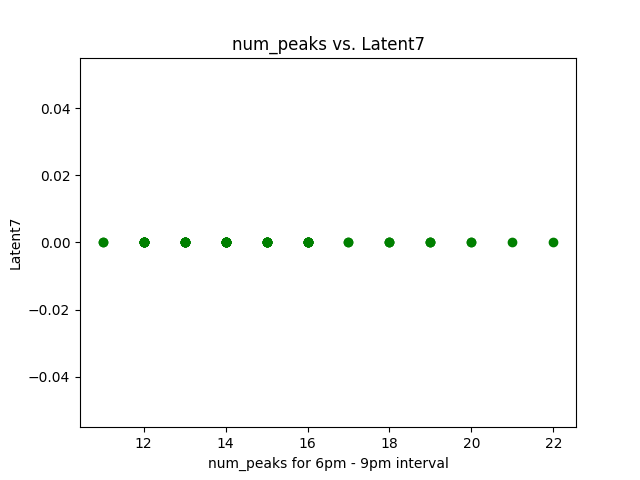 num_peaks vs. Latent7
0.04
0.02
0.00
−0.02
−0.04
Latent7
12 14 16 18 20 22
num_peaks for 6pm - 9pm interval